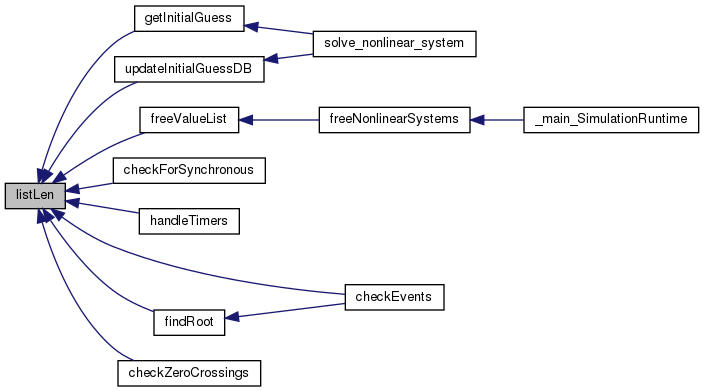 getInitialGuess
solve_nonlinear_system
updateInitialGuessDB
freeValueList
freeNonlinearSystems
_main_SimulationRuntime
checkForSynchronous
listLen
handleTimers
checkEvents
findRoot
checkZeroCrossings